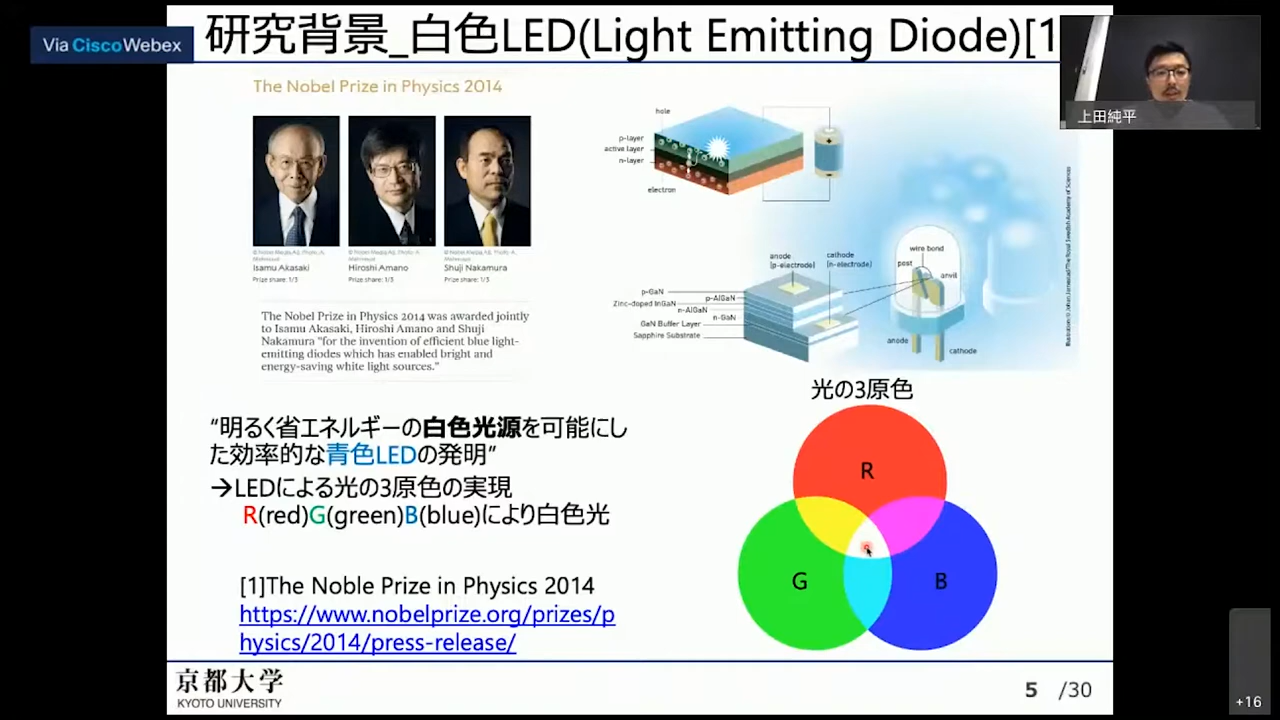 Via Cisco Webex
研究背景_白色LED(Light Emitting Diode)[1
上田純平
The Nobel Prize in Physics 2014
Isamu Akasaki
Prize share: 1/3
Hiroshi Amano
Prize share: 1/3
Shuji Nakamura
Prize share: 1/3
The Nobel Prize in Physics 2014 was awarded jointly
to Isamu Akasaki, Hiroshi Amano and Shuji
Nakamura "for the invention of efficient blue light-
emitting diodes which has enabled bright and
energy-saving white light sources."
hole
p-layer
active layer
n-layer
electron
anode
(p-electrode)
cathode
(n-electrode)
p-GaN
Zinc-doped InGaN
p-AlGaN
n-AlGaN
n-GaN
GaN Buffer Layer
Sapphire Substrate
wire bond
post
anvil
anode
cathode
“明るく省エネルギーの白色光源を可能にし
た効率的な青色LEDの発明”
→LEDによる光の3原色の実現
R(red)G(green)B(blue)により白色光
光の3原色
R
G
B
[1]The Noble Prize in Physics 2014
https://www.nobelprize.org/prizes/p
hysics/2014/press-release/
京都大学
KYOTO UNIVERSITY
5 /30
+16